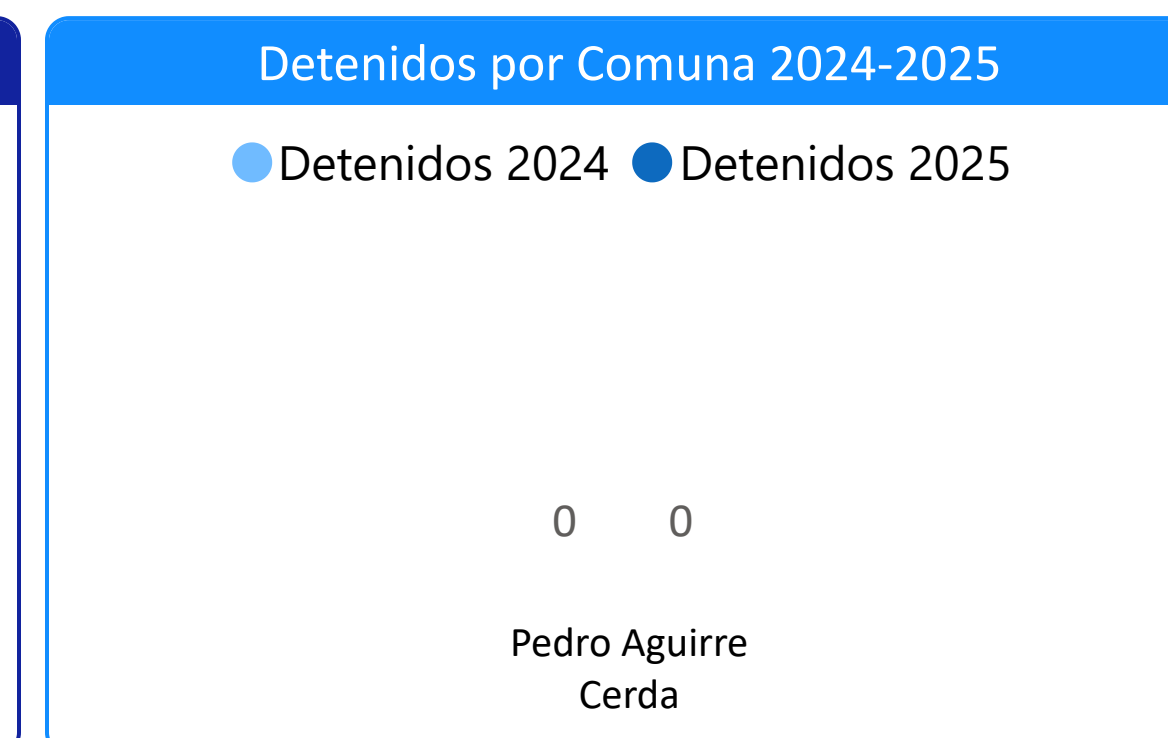 Detenidos por Comuna 2024-2025
Detenidos 2024 Detenidos 2025
0 0
Pedro Aguirre
Cerda